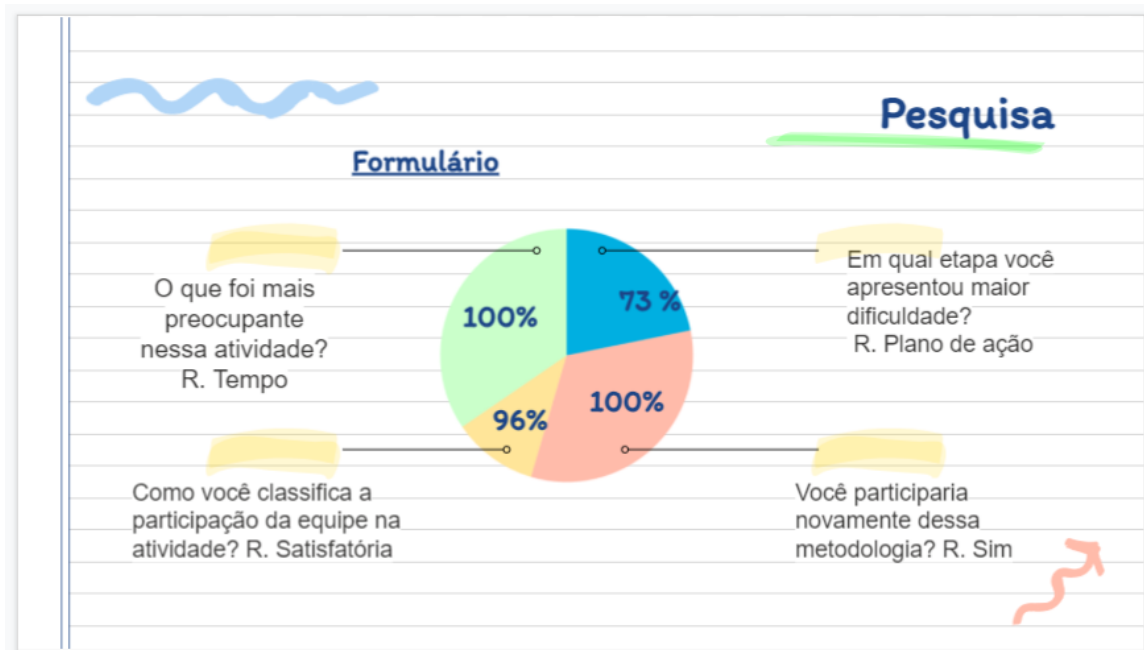 Pesquisa
Formulário
O que foi mais
preocupante
nessa atividade?
R. Tempo
100%
73 %
Em qual etapa você
apresentou maior
dificuldade?
R. Plano de ação
96%
100%
Como você classifica a
participação da equipe na
atividade? R. Satisfatória
Você participaria
novamente dessa
metodologia? R. Sim